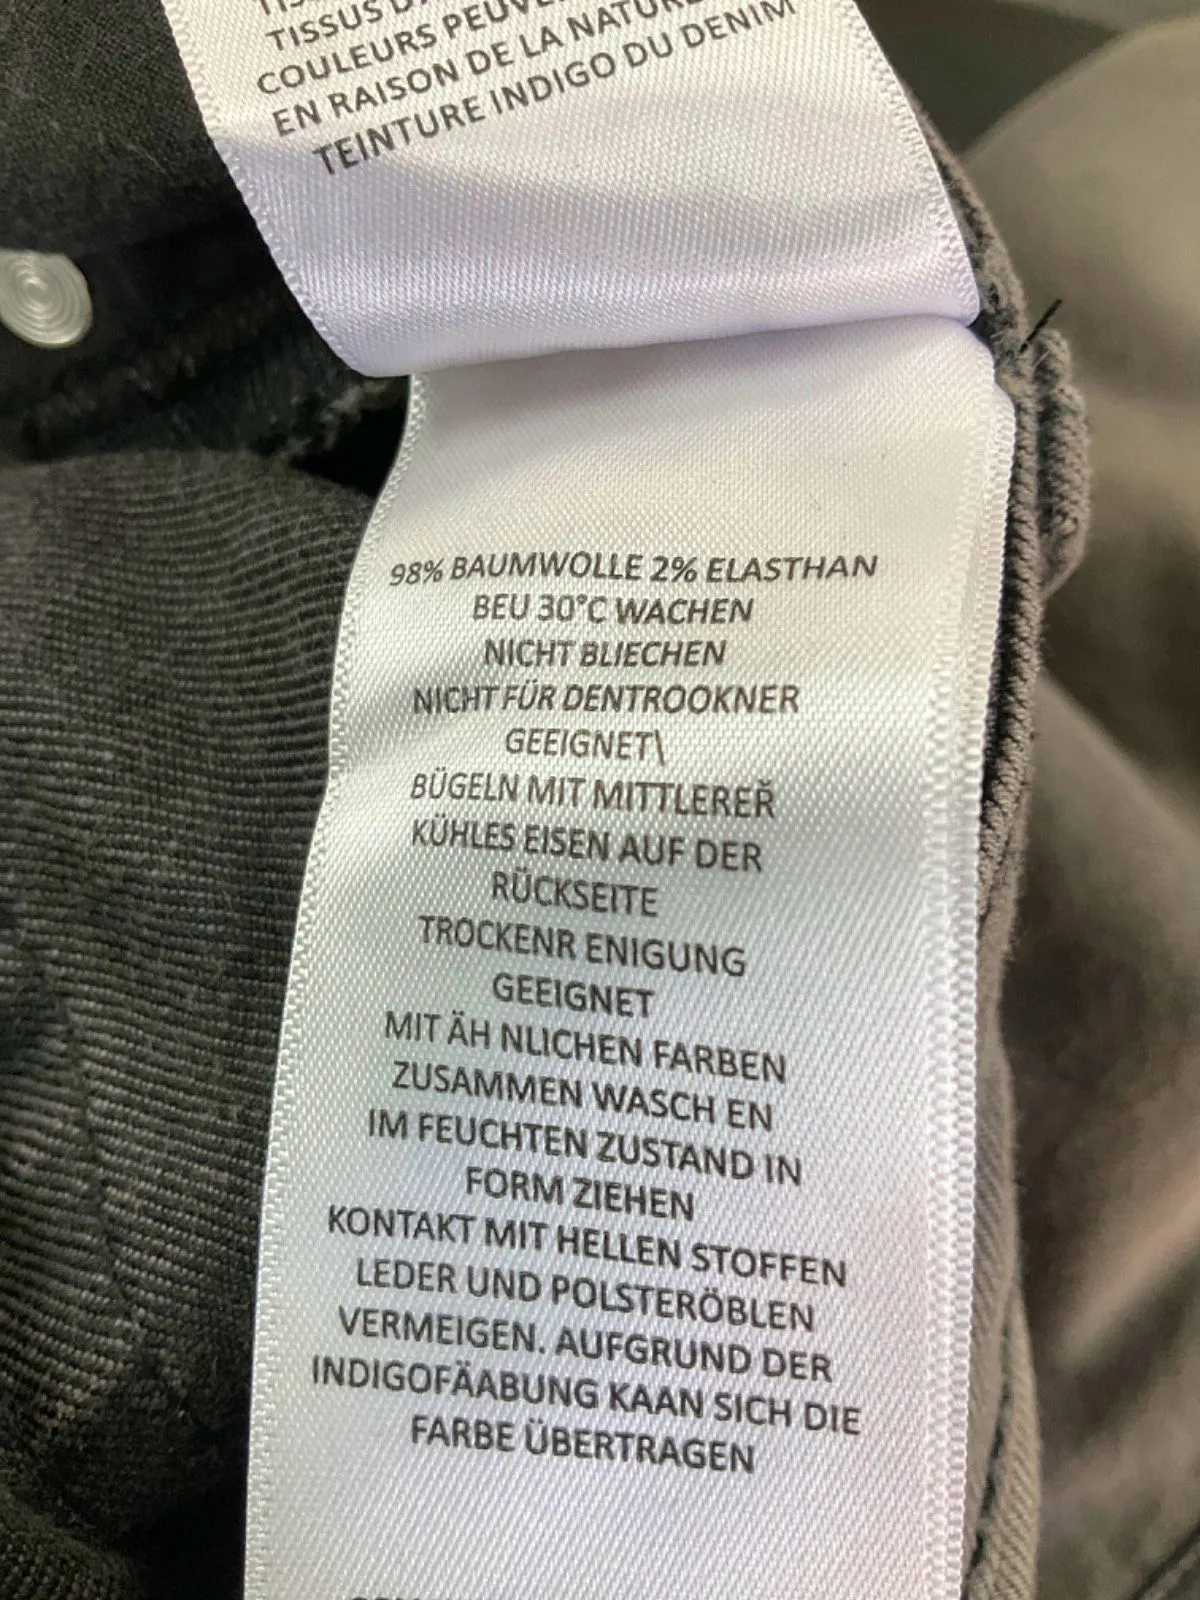 TISSUS
COULEURS
EN RAISON DE LA
TEINTURE INDIGO DU DENIM
98% BAUMWOLLE 2% ELASTHAN
BEU 30°C WACHEN
NICHT BLIECHEN
NICHT FÜR DENTROOKNER
GEEIGNET\
BÜGELN MIT MITTLEREŘ
KÜHLES EISEN AUF DER
RÜCKSEITE
TROCKENR ENIGUNG
GEEIGNET
MIT ÄH NLICHEN FARBEN
ZUSAMMEN WASCH EN
IM FEUCHTEN ZUSTAND IN
FORM ZIEHEN
KONTAKT MIT HELLEN STOFFEN
LEDER UND POLSTERÖBLEN
VERMEIGEN. AUFGRUND DER
INDIGOFÄABUNG KAAN SICH DIE
FARBE ÜBERTRAGEN